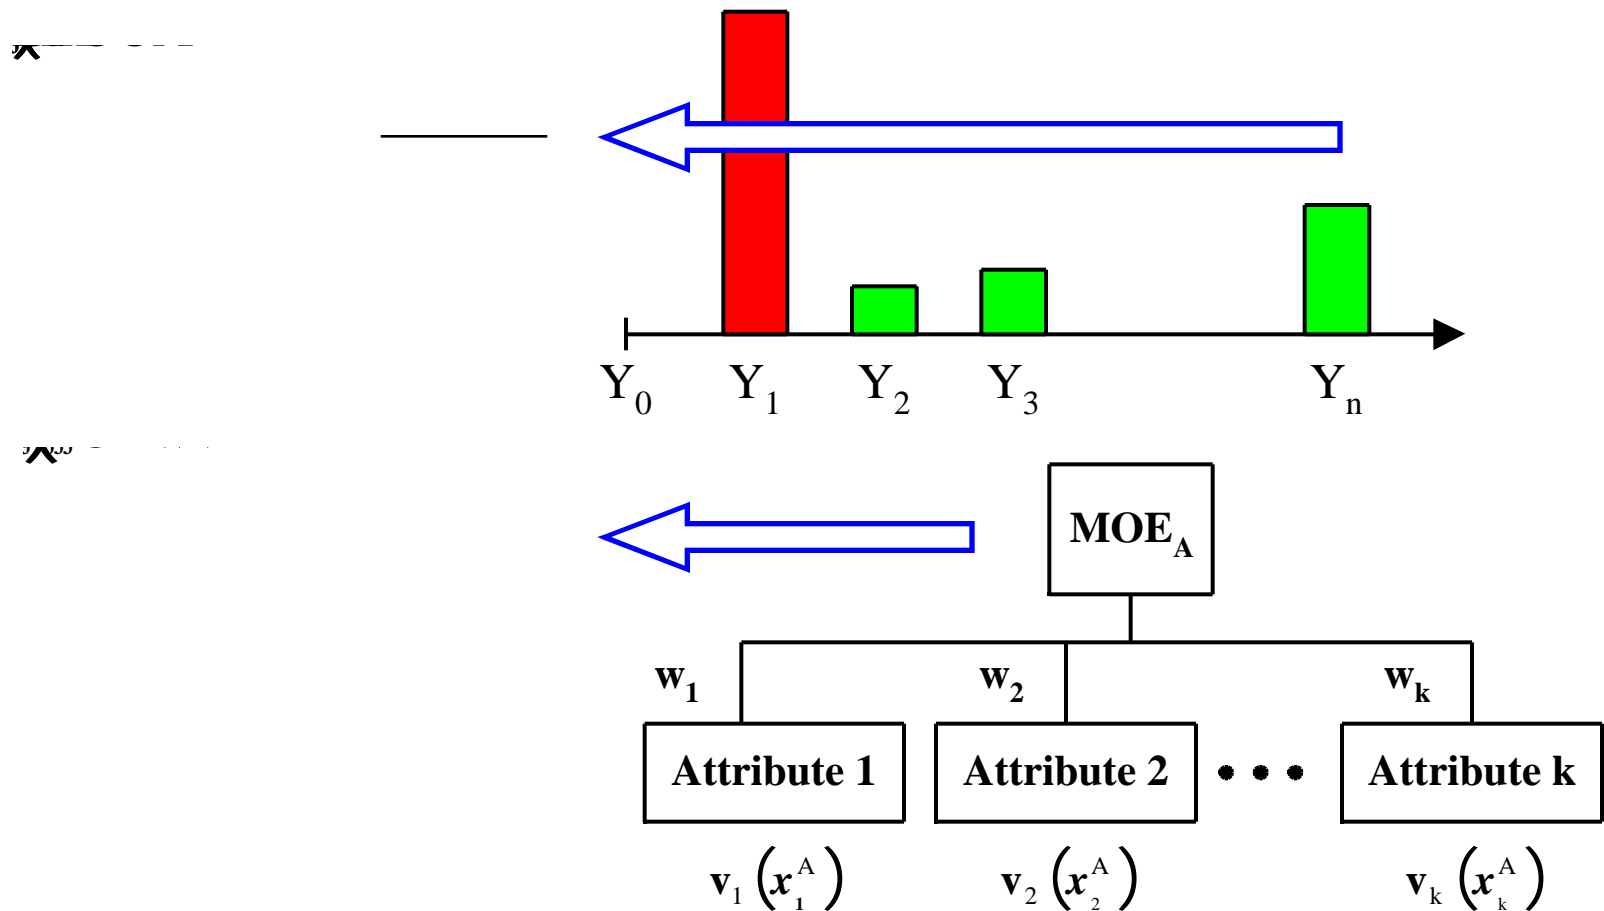 Y0 Y1 Y2 Y3 Yn
MOEA
w1 w2 wk
Attribute 1 Attribute 2 ••• Attribute k
v1(x1A) v2(x2A) vk(xkA)